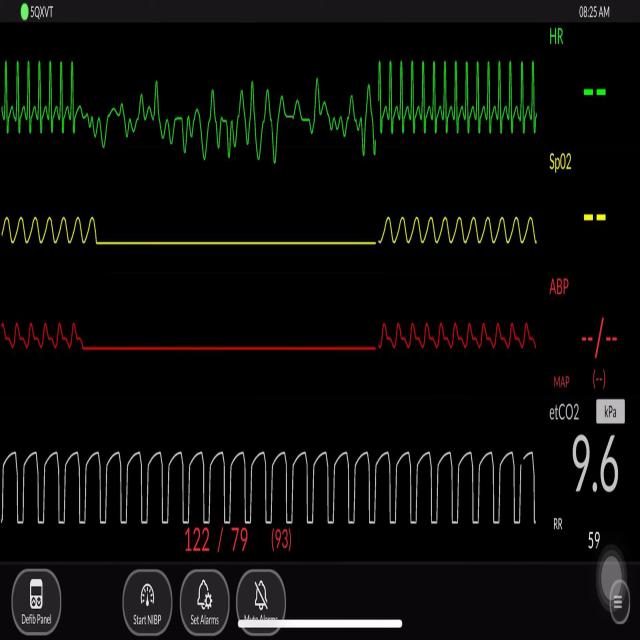 5QXVT
08:25 AM
HR
--
SpO2
--
ABP
--/--
MAP (--)
etCO2 kPa
9.6
RR
59
122 / 79 (93)
Defib Panel
Start NIBP
Set Alarms
Mute Alarms